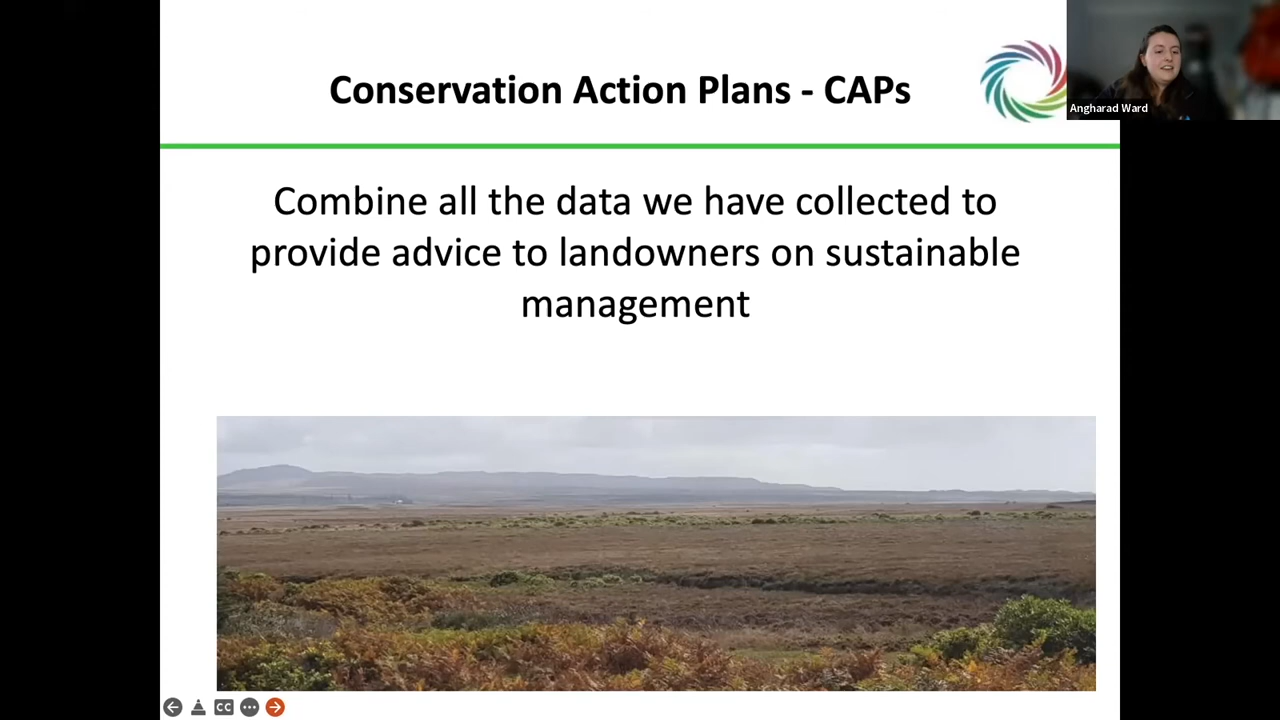 Conservation Action Plans - CAPs
Angharad Ward
Combine all the data we have collected to
provide advice to landowners on sustainable
management
CC